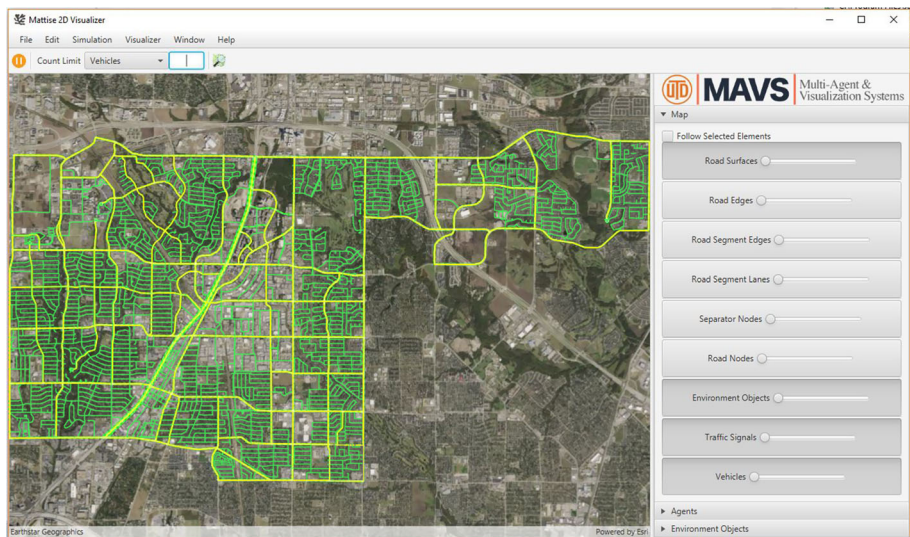 Mattise 2D Visualizer
File Edit Simulation Visualizer Window Help
Count Limit Vehicles
UTD MAVS Multi-Agent &
Visualization Systems
Map
Follow Selected Elements
Road Surfaces
Road Edges
Road Segment Edges
Road Segment Lanes
Separator Nodes
Road Nodes
Environment Objects
Traffic Signals
Vehicles
Agents
Environment Objects
Earthstar Geographics
Powered by Esri